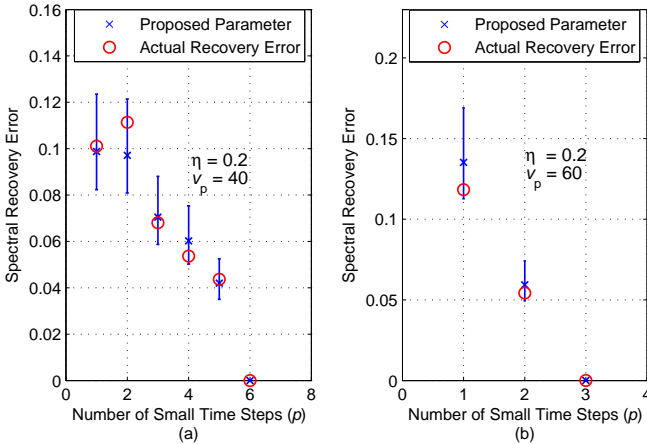 Proposed Parameter
Actual Recovery Error
0.16
0.14
0.12
0.1
0.08
0.06
0.04
0.02
0
Spectral Recovery Error
η = 0.2
vp = 40
0 2 4 6 8
Number of Small Time Steps (p)
(a)
Proposed Parameter
Actual Recovery Error
0.2
0.15
0.1
0.05
0
Spectral Recovery Error
η = 0.2
vp = 60
0 1 2 3 4
Number of Small Time Steps (p)
(b)